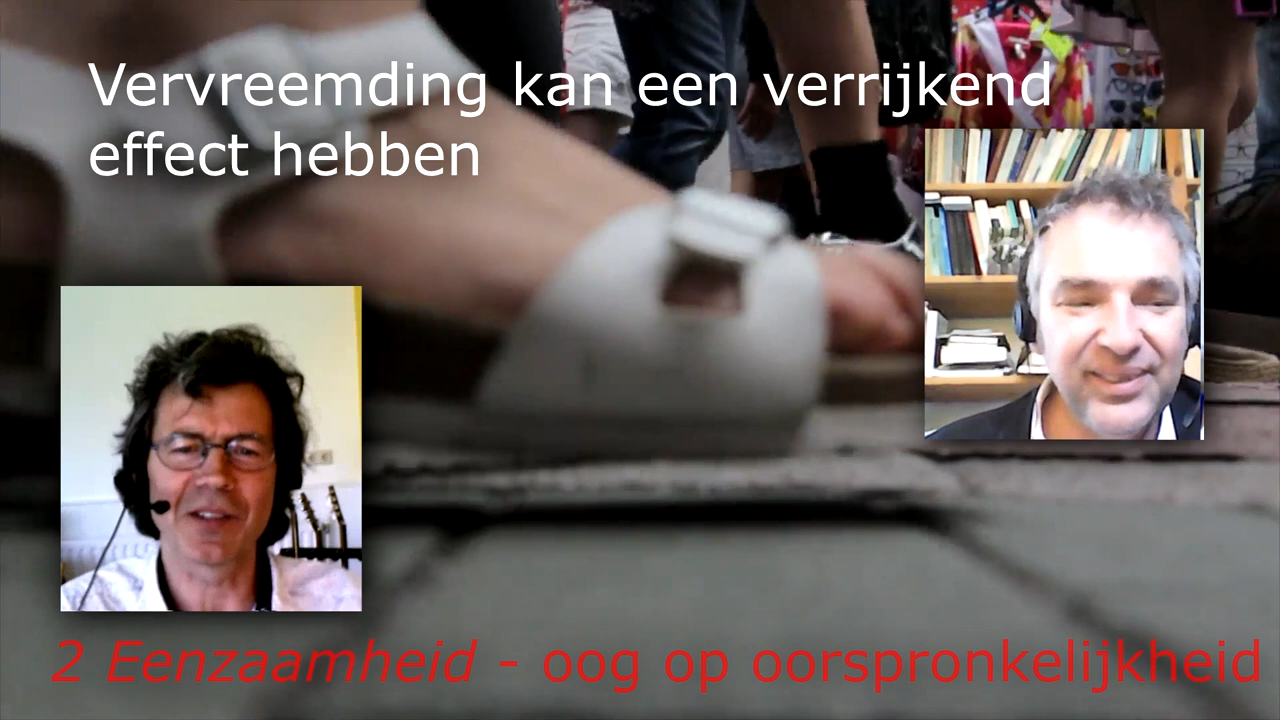 Vervreemding kan een verrijkend
effect hebben
2 Eenzaamheid - oog op oorspronkelijkheid